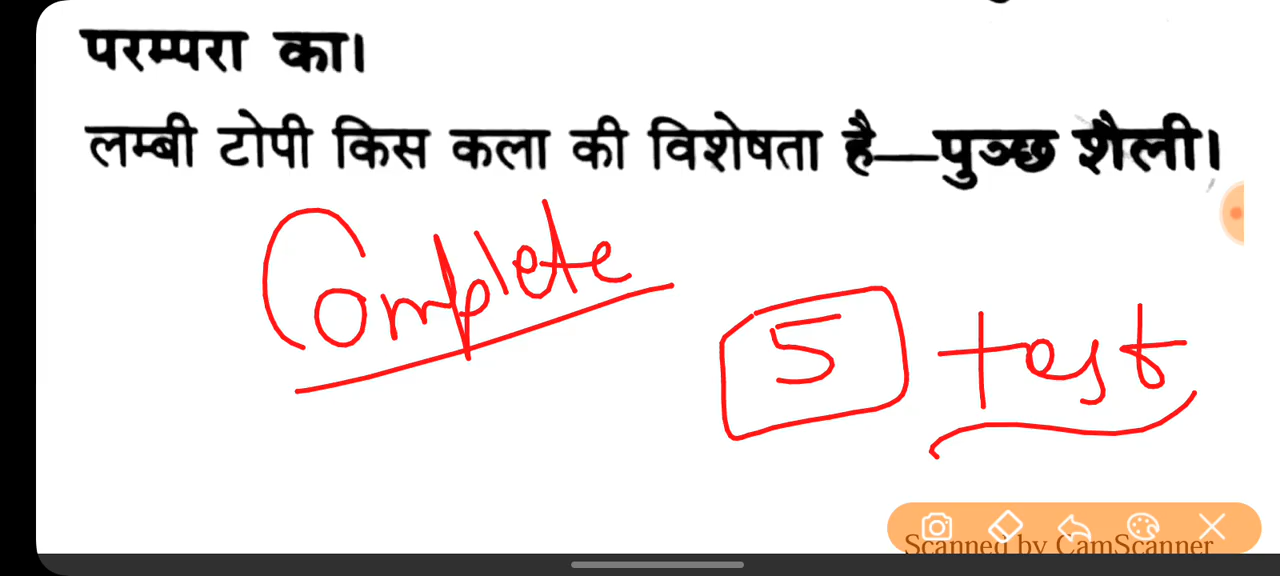 परम्परा का।
लम्बी टोपी किस कला की विशेषता है—पुञ्छ शैली।
Complete
5 test
Scanned by CamScanner